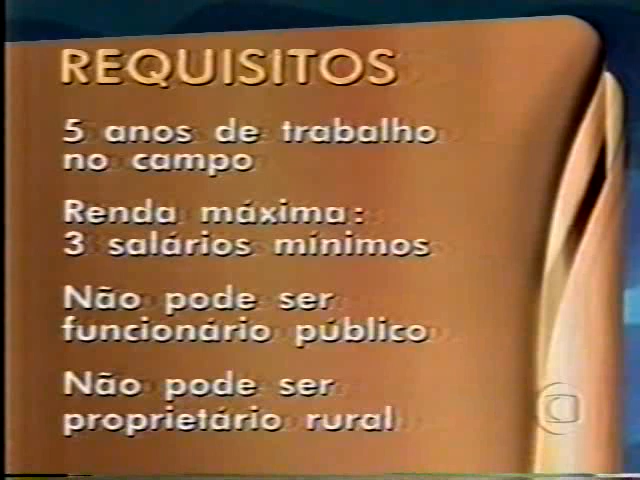 REQUISITOS
5 anos de trabalho
no campo
Renda máxima:
3 salários mínimos
Não pode ser
funcionário público
Não pode ser
proprietário rural